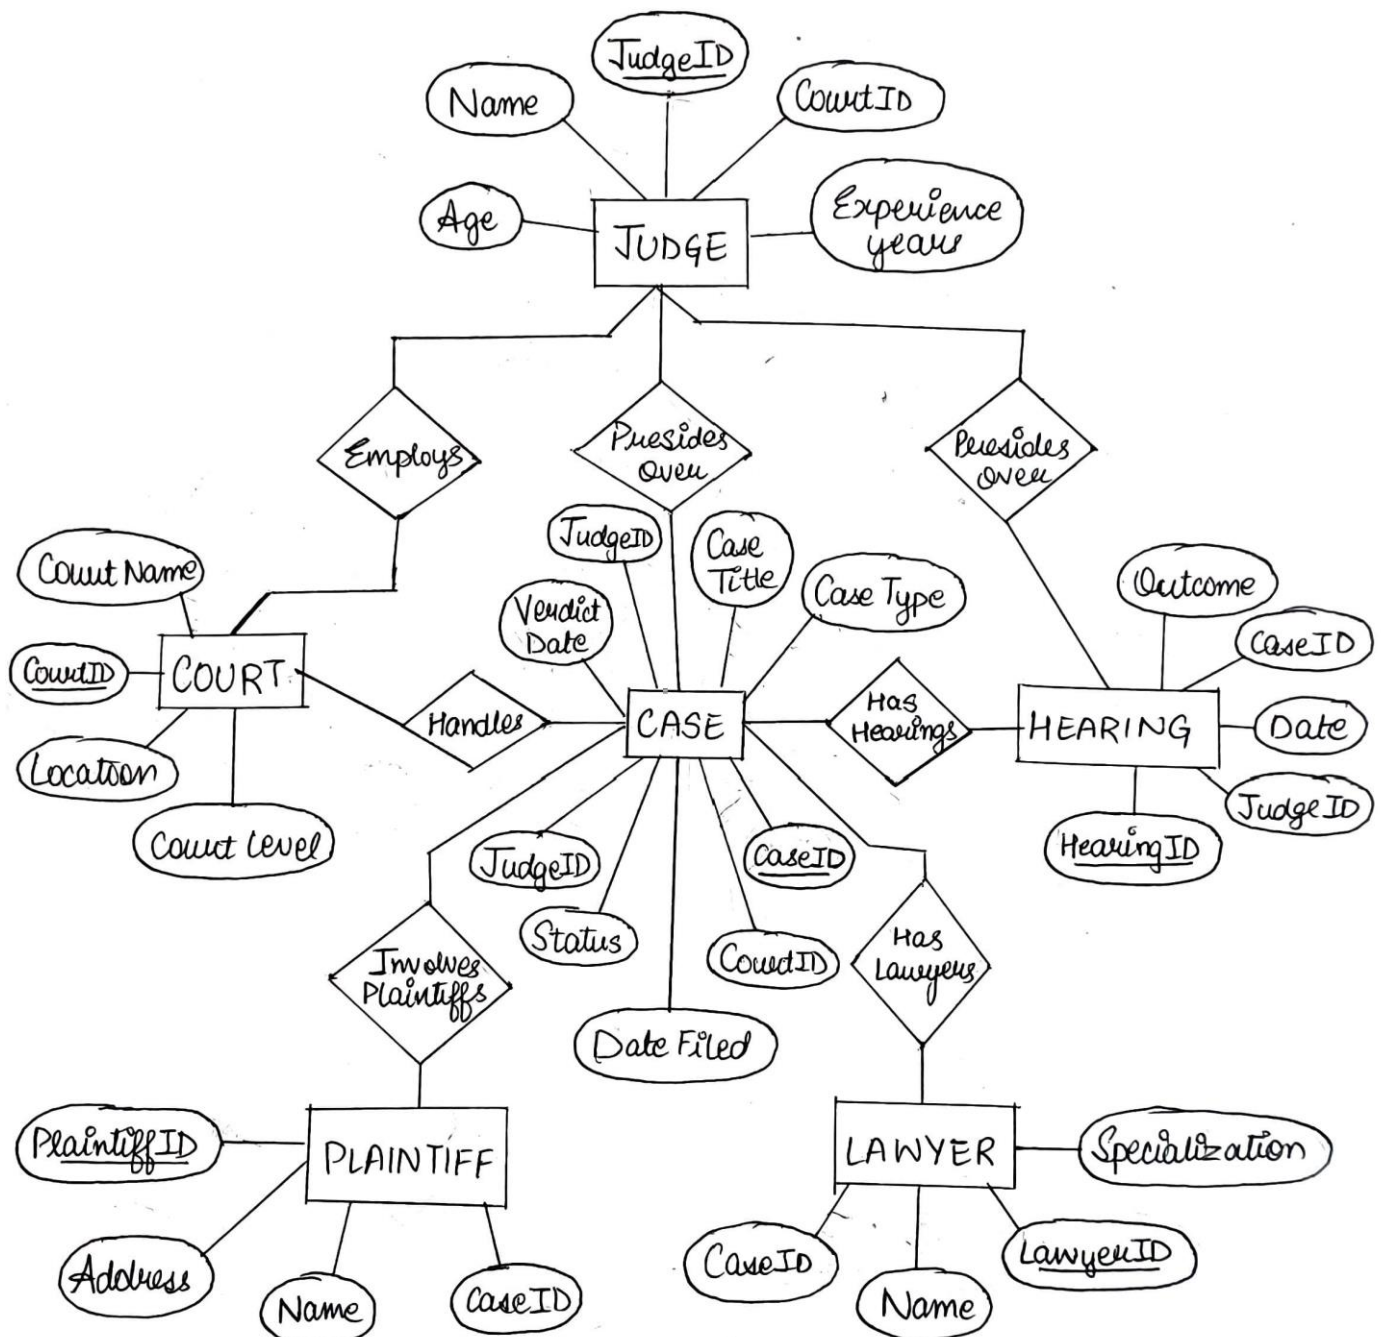 JudgeID
Name
CourtID
Age
Experience
years
JUDGE
Employs
Presides
Over
Presides
Over
Court Name
CourtID
COURT
Location
Court Level
Handles
JudgeID
Case
Title
Verdict
Date
Case Type
CASE
Has
Hearings
Outcome
CaseID
HEARING
Date
JudgeID
HearingID
JudgeID
CaseID
Status
CourtID
Date Filed
Involves
Plaintiffs
Has
Lawyers
PlaintiffID
PLAINTIFF
Address
Name
CaseID
LAWYER
Specialization
CaseID
Name
LawyerID